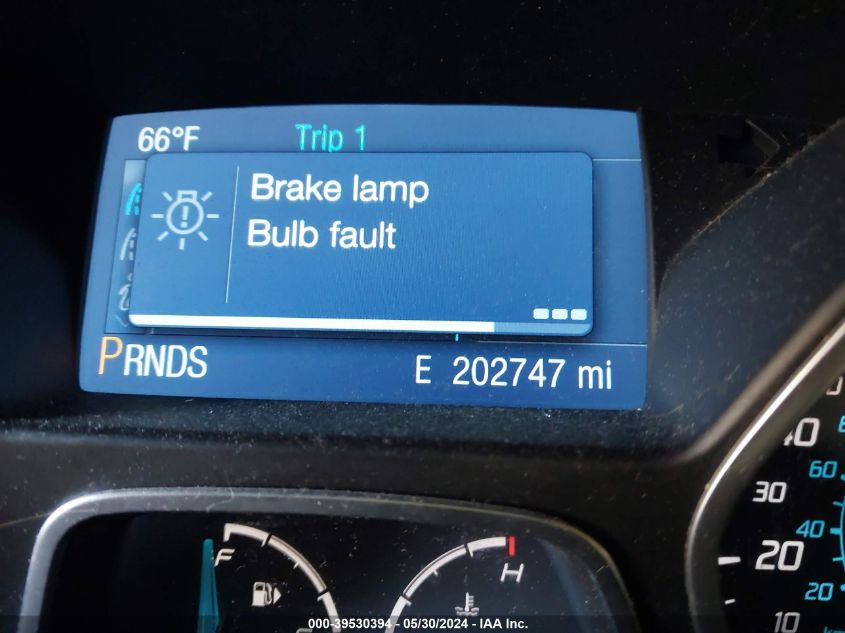 66°F Trip 1
Brake lamp
Bulb fault
PRNDS E 202747 mi
40
60
30
40
20
20
10
F
H
000-39530394 - 05/30/2024 - IAA Inc.